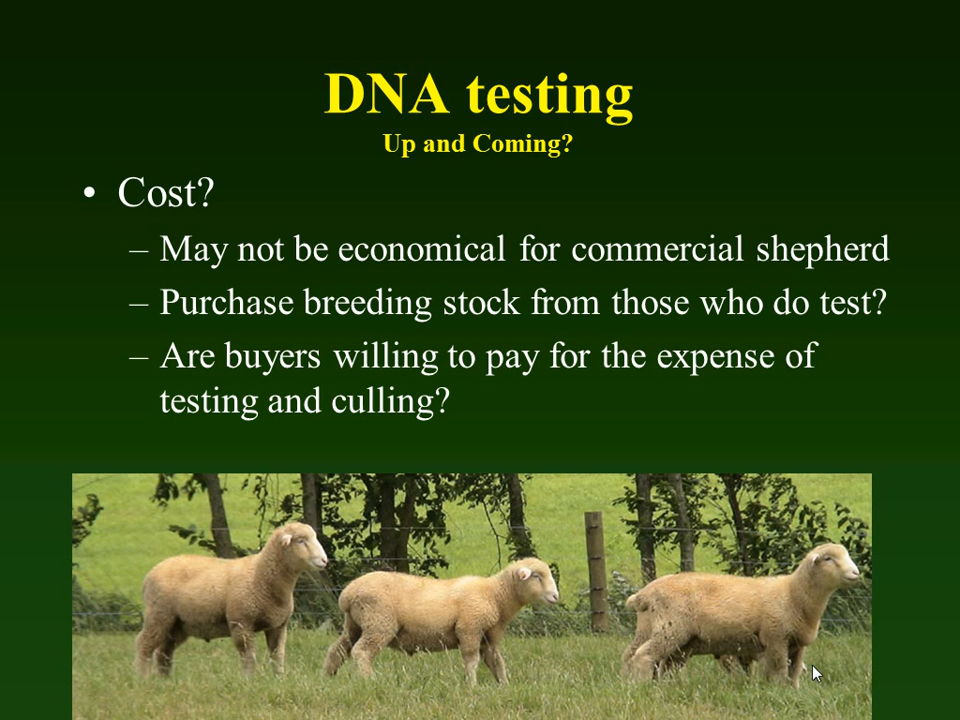 DNA testing
Up and Coming?
• Cost?
– May not be economical for commercial shepherd
– Purchase breeding stock from those who do test?
– Are buyers willing to pay for the expense of
testing and culling?